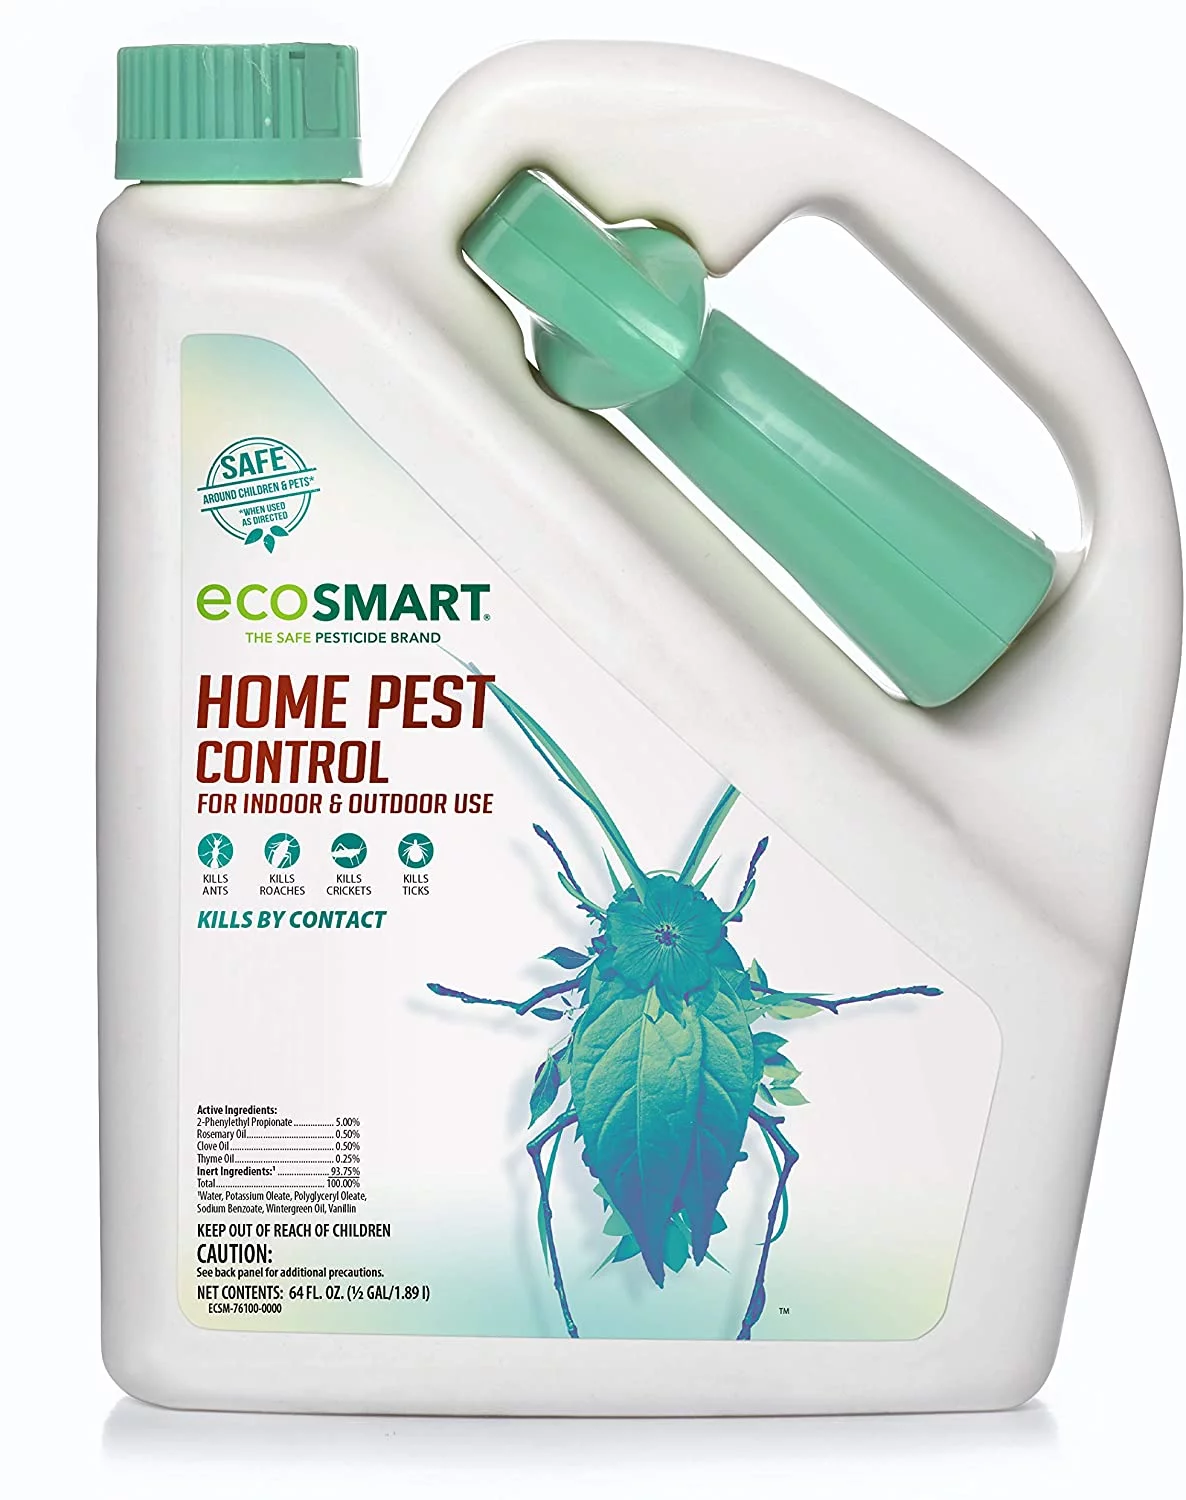 SAFE
AROUND CHILDREN & PETS*
*WHEN USED
AS DIRECTED
ecoSMART®
THE SAFE PESTICIDE BRAND
HOME PEST
CONTROL
FOR INDOOR & OUTDOOR USE
KILLS ANTS
KILLS ROACHES
KILLS CRICKETS
KILLS TICKS
KILLS BY CONTACT
Active Ingredients:
2-Phenylethyl Propionate.................. 5.00%
Rosemary Oil................................... 0.50%
Clove Oil......................................... 0.50%
Thyme Oil........................................ 0.25%
Inert Ingredients:¹ ..................... 93.75%
Total............................................ 100.00%
¹Water, Potassium Oleate, Polyglyceryl Oleate,
Sodium Benzoate, Wintergreen Oil, Vanillin
KEEP OUT OF REACH OF CHILDREN
CAUTION:
See back panel for additional precautions.
NET CONTENTS: 64 FL. OZ. (½ GAL/1.89 l)
ECSM-76100-0000
™